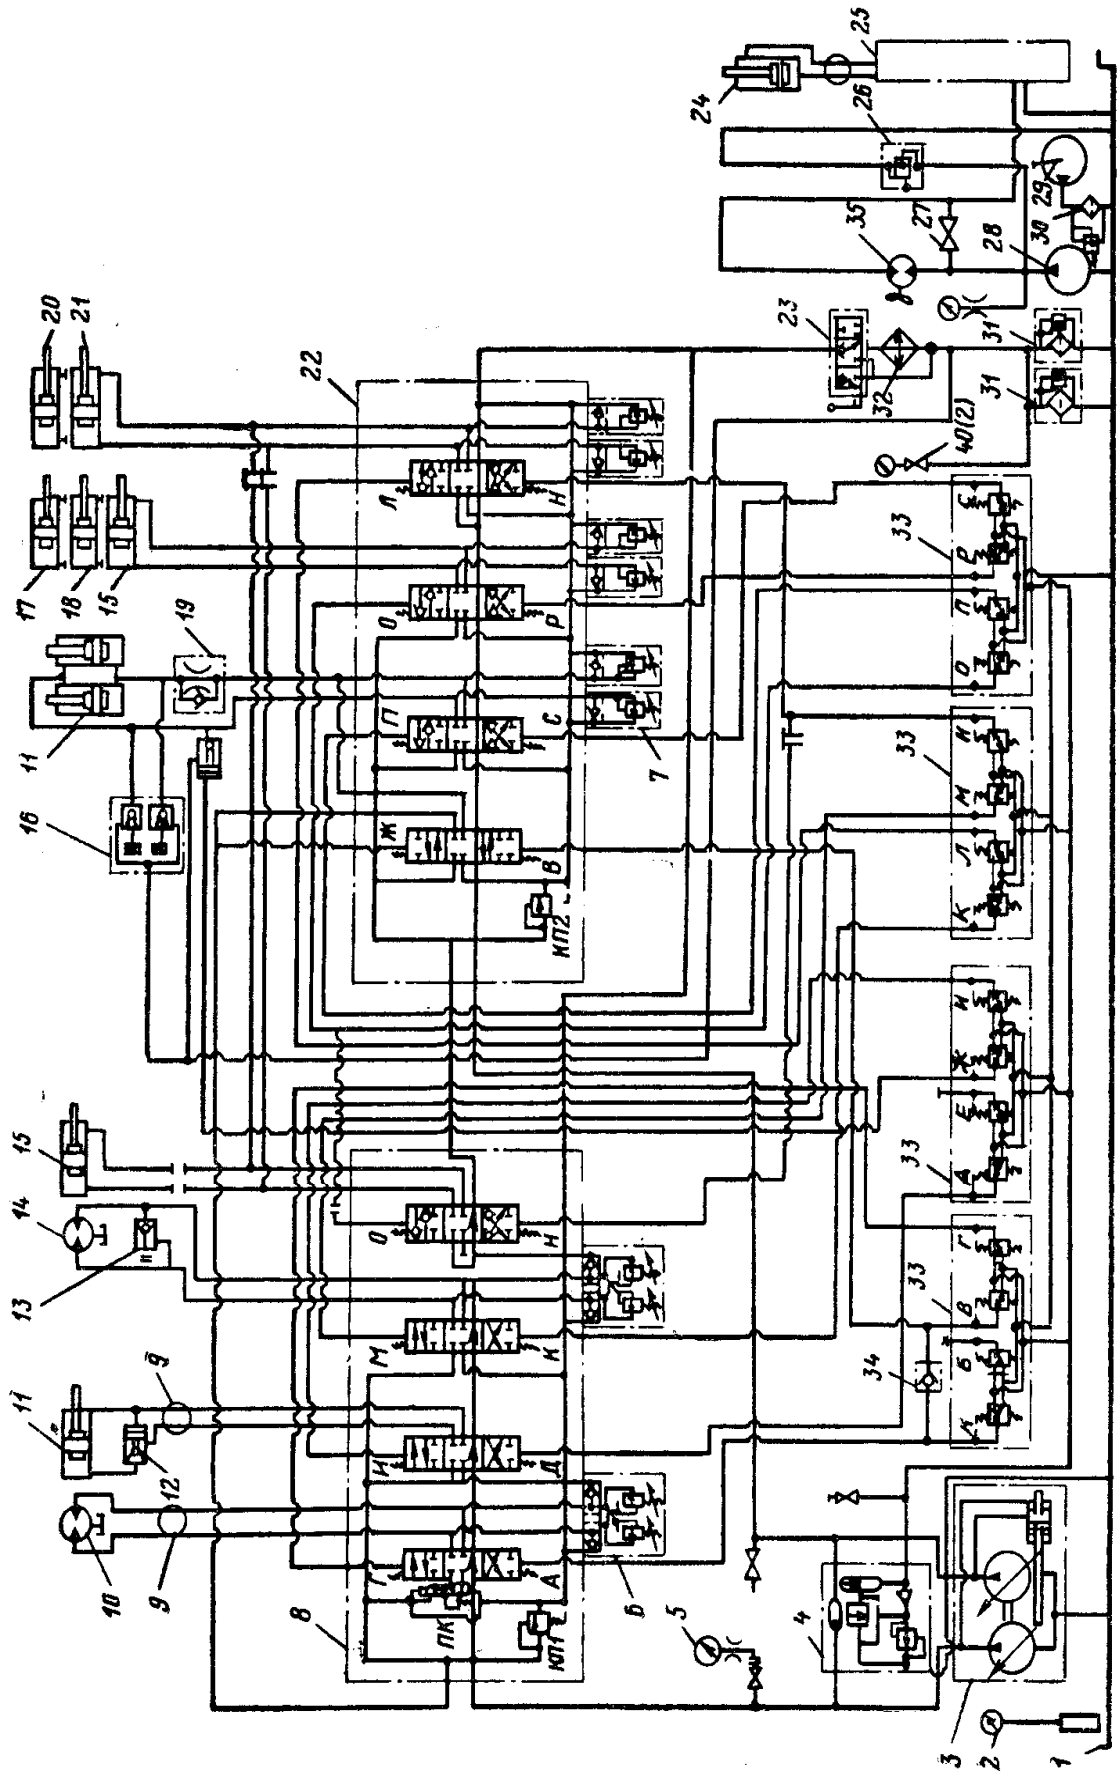 11
13
14
15
16
11
17
18
15
19
20
21
10
9
12
9
8
22
Г
И
М
О
Ж
П
О
Л
ПК
А
Д
К
Н
В
С
Р
Н
КП1
КП2
6
7
5
24
4
23
35
26
25
34
32
27
33
33
33
33
40(2)
31
31
28
30
29
А
Б
В
Г
Д
Е
Ж
И
К
Л
М
Н
О
П
Р
С
3
2
1